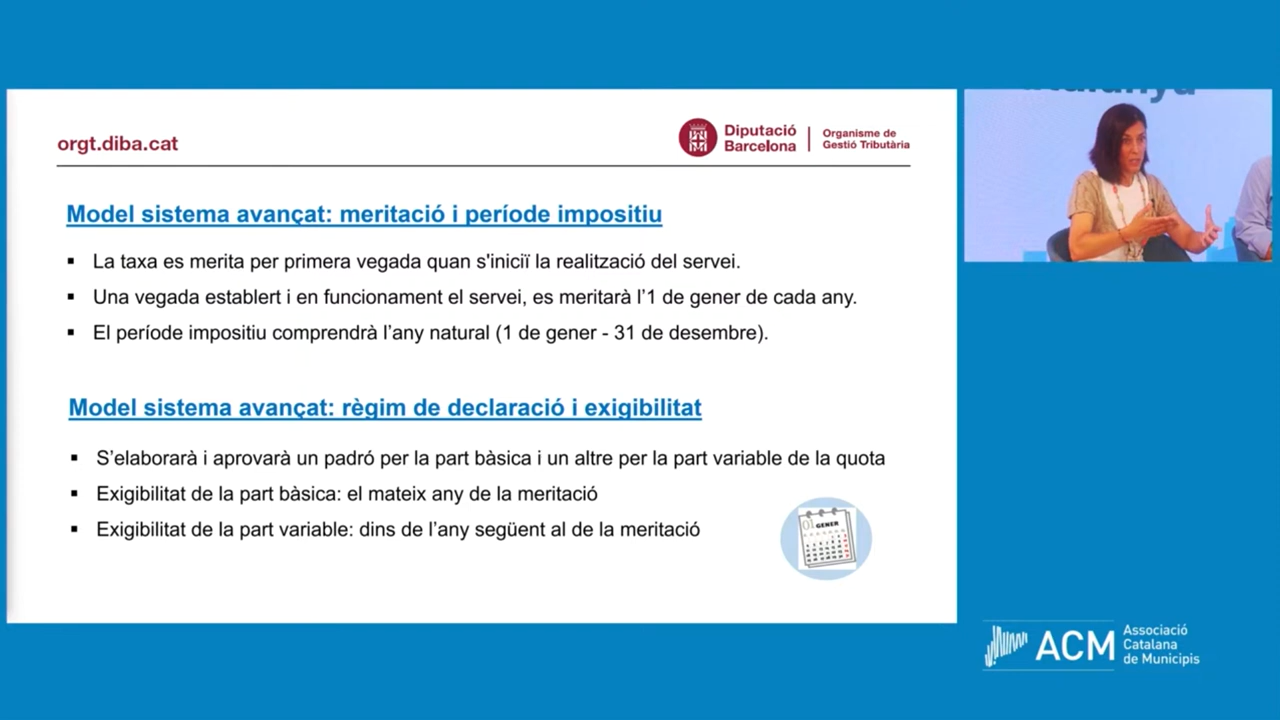 orgt.diba.cat
Diputació
Barcelona
Organisme de
Gestió Tributària
Model sistema avançat: meritació i període impositiu
▪ La taxa es merita per primera vegada quan s'iniciï la realització del servei.
▪ Una vegada establert i en funcionament el servei, es meritarà l’1 de gener de cada any.
▪ El període impositiu comprendrà l’any natural (1 de gener - 31 de desembre).
Model sistema avançat: règim de declaració i exigibilitat
▪ S’elaborarà i aprovarà un padró per la part bàsica i un altre per la part variable de la quota
▪ Exigibilitat de la part bàsica: el mateix any de la meritació
▪ Exigibilitat de la part variable: dins de l’any següent al de la meritació
01 GENER
ACM
Associació
Catalana
de Municipis